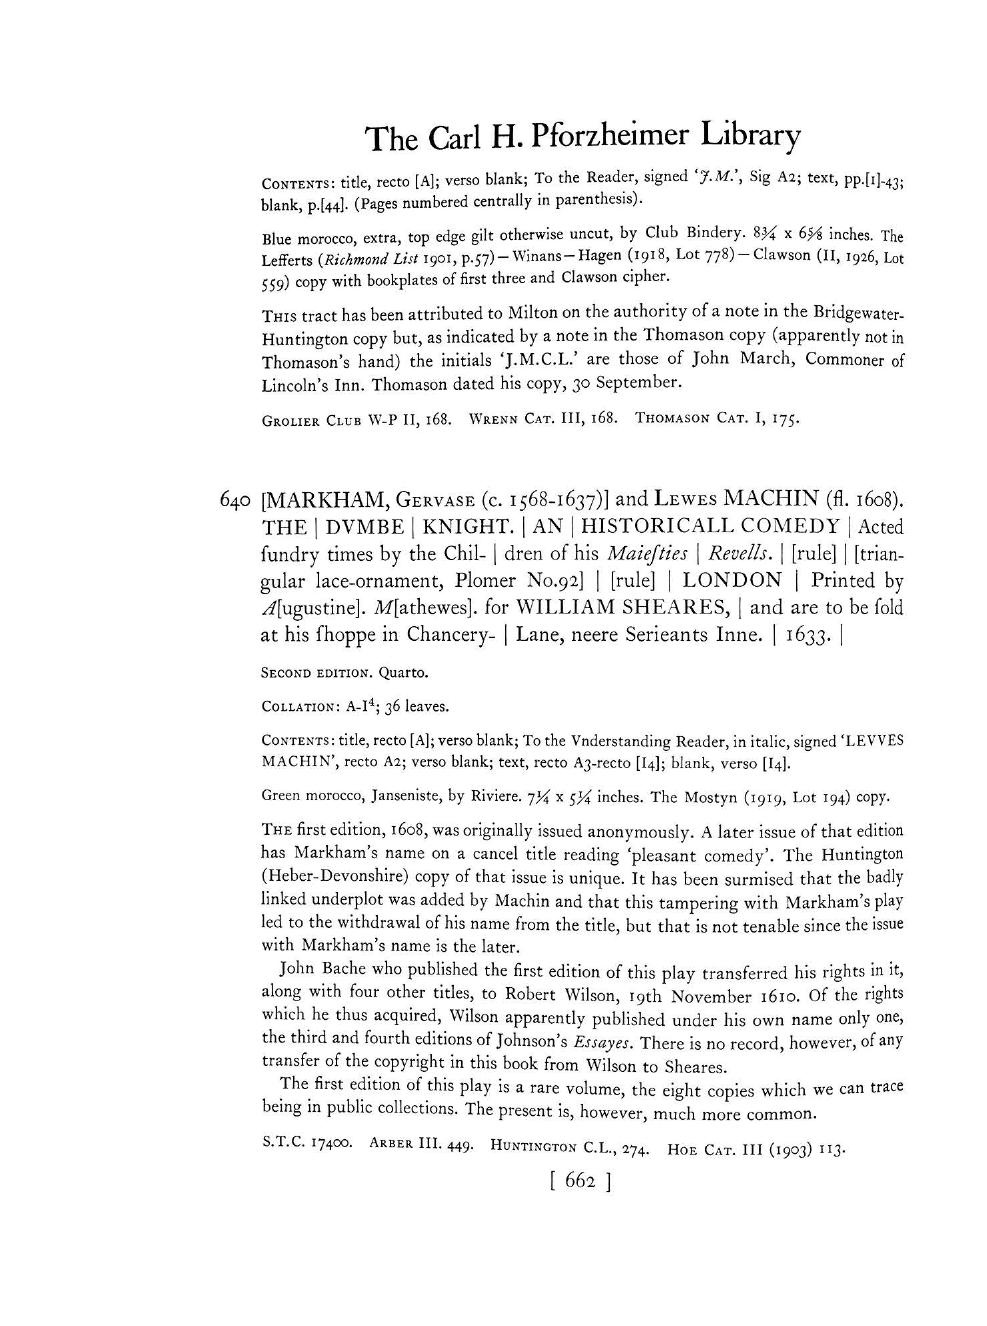 The Carl H. Pforzheimer Library
CONTENTS: title, recto [A]; verso blank; To the Reader, signed ‘J.M.’, Sig A2; text, pp.[1]-43;
blank, p.[44]. (Pages numbered centrally in parenthesis).
Blue morocco, extra, top edge gilt otherwise uncut, by Club Bindery. 8¾ x 6⅝ inches. The
Lefferts (Richmond List 1901, p.57)—Winans—Hagen (1918, Lot 778)—Clawson (II, 1926, Lot
559) copy with bookplates of first three and Clawson cipher.
THIS tract has been attributed to Milton on the authority of a note in the Bridgewater-
Huntington copy but, as indicated by a note in the Thomason copy (apparently not in
Thomason’s hand) the initials ‘J.M.C.L.’ are those of John March, Commoner of
Lincoln’s Inn. Thomason dated his copy, 30 September.
GROLIER CLUB W-P II, 168. WRENN CAT. III, 168. THOMASON CAT. I, 175.
640 [MARKHAM, GERVASE (c. 1568-1637)] and LEWES MACHIN (fl. 1608).
THE | DVMBE | KNIGHT. | AN | HISTORICALL COMEDY | Acted
ſundry times by the Chil- | dren of his Maieſties | Revells. | [rule] | [trian-
gular lace-ornament, Plomer No.92] | [rule] | LONDON | Printed by
A[ugustine]. M[athewes]. for WILLIAM SHEARES, | and are to be ſold
at his ſhoppe in Chancery- | Lane, neere Serieants Inne. | 1633. |
SECOND EDITION. Quarto.
COLLATION: A-I⁴; 36 leaves.
CONTENTS: title, recto [A]; verso blank; To the Vnderstanding Reader, in italic, signed ‘LEVVES
MACHIN’, recto A2; verso blank; text, recto A3-recto [I4]; blank, verso [I4].
Green morocco, Janseniste, by Riviere. 7¼ x 5¼ inches. The Mostyn (1919, Lot 194) copy.
THE first edition, 1608, was originally issued anonymously. A later issue of that edition
has Markham’s name on a cancel title reading ‘pleasant comedy’. The Huntington
(Heber-Devonshire) copy of that issue is unique. It has been surmised that the badly
linked underplot was added by Machin and that this tampering with Markham’s play
led to the withdrawal of his name from the title, but that is not tenable since the issue
with Markham’s name is the later.
John Bache who published the first edition of this play transferred his rights in it,
along with four other titles, to Robert Wilson, 19th November 1610. Of the rights
which he thus acquired, Wilson apparently published under his own name only one,
the third and fourth editions of Johnson’s Essayes. There is no record, however, of any
transfer of the copyright in this book from Wilson to Sheares.
The first edition of this play is a rare volume, the eight copies which we can trace
being in public collections. The present is, however, much more common.
S.T.C. 17400. ARBER III. 449. HUNTINGTON C.L., 274. HOE CAT. III (1903) 113.
[ 662 ]